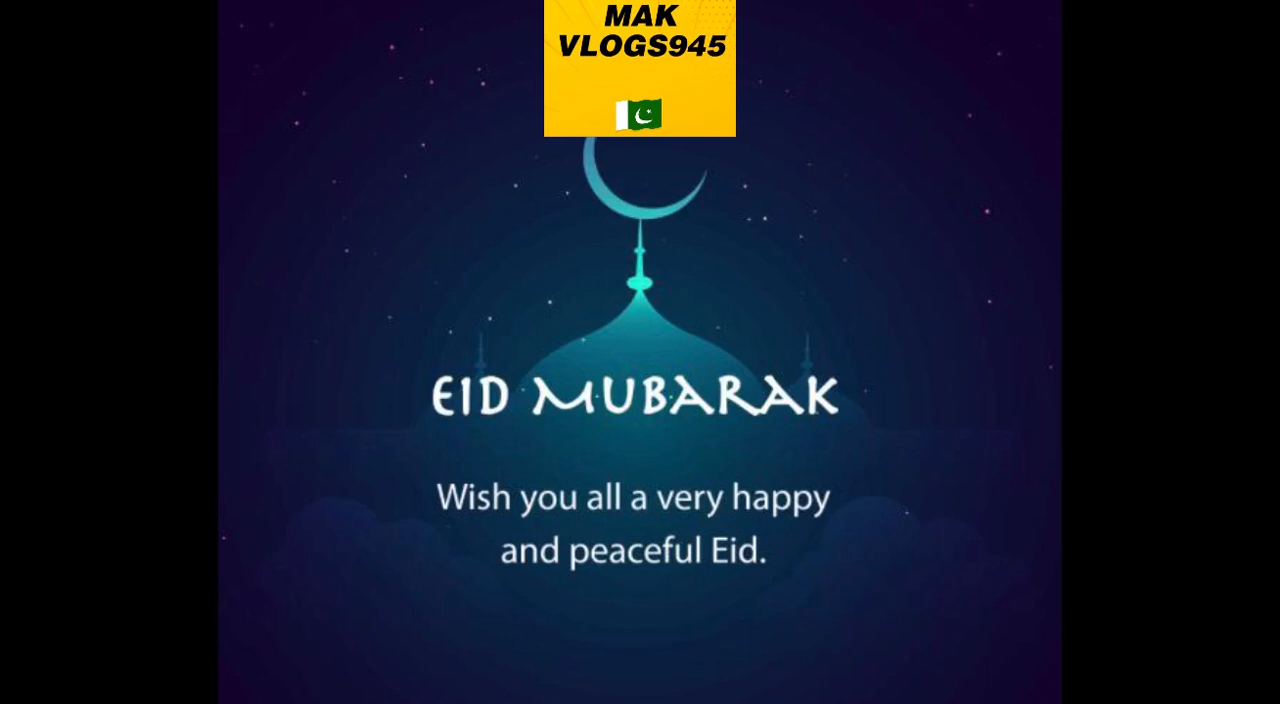 MAK
VLOGS945
EID MUBARAK
Wish you all a very happy
and peaceful Eid.